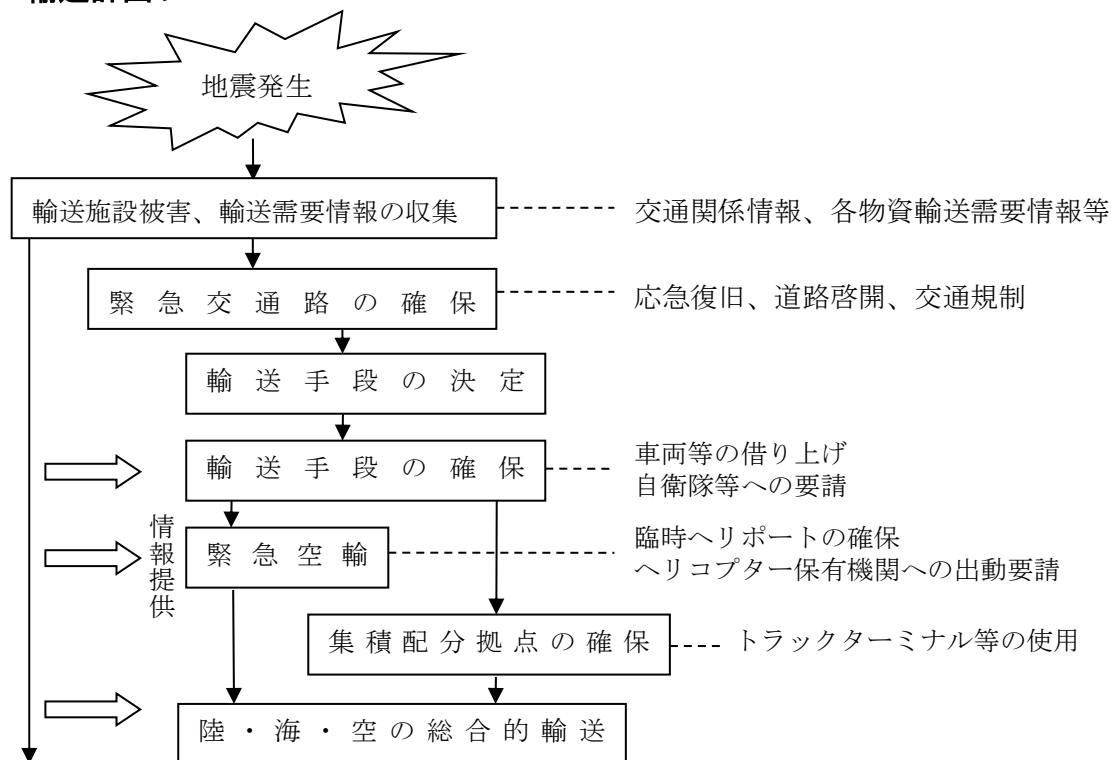 地震発生
輸送施設被害、輸送需要情報の収集
交通関係情報、各物資輸送需要情報等
緊急交通路の確保
応急復旧、道路啓開、交通規制
輸送手段の決定
輸送手段の確保
車両等の借り上げ
自衛隊等への要請
情報提供
緊急空輸
臨時ヘリポートの確保
ヘリコプター保有機関への出動要請
集積配分拠点の確保
トラックターミナル等の使用
陸・海・空の総合的輸送